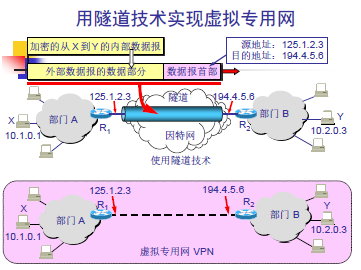 用隧道技术实现虚拟专用网
加密的从 X 到 Y 的内部数据报
源地址：125.1.2.3
目的地址：194.4.5.6
外部数据报的数据部分
数据报首部
125.1.2.3
隧道
194.4.5.6
X
部门 A
R1
因特网
R2
部门 B
Y
10.1.0.1
10.2.0.3
使用隧道技术
125.1.2.3
194.4.5.6
X
部门 A
R1
R2
部门 B
Y
10.1.0.1
10.2.0.3
虚拟专用网 VPN